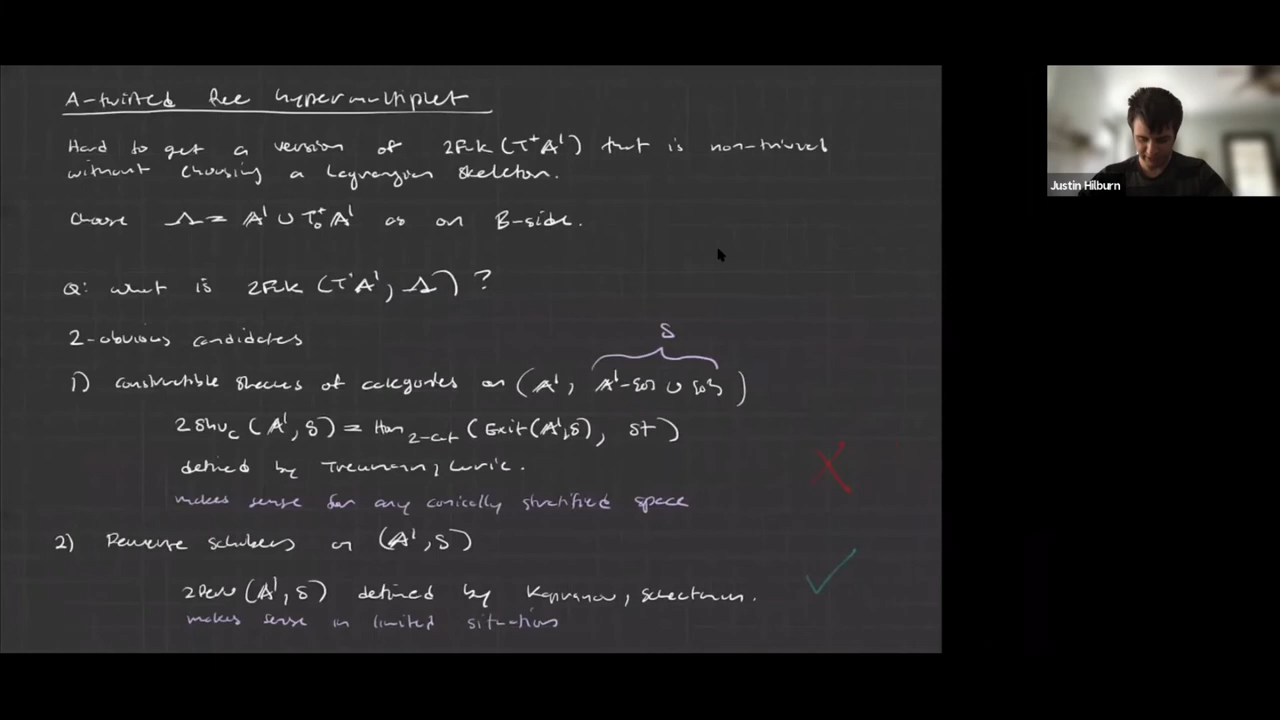 A-twisted free hypermultiplet
Hard to get a version of 2Fuk(T*A¹) that is non-trivial
without choosing a Lagrangian skeleton.
Choose Λ = A¹ ∪ T₀*A¹ as on B-side.
Q: what is 2Fuk(T*A¹, Λ)?
2-obvious candidates
S
1) Constructible sheaves of categories on (A¹, A¹-{0} ∪ {0})
2Shv_c(A¹, S) = Hom_{2-cat}(Exit(A¹,S), St)
defined by Treumann, Lurie.
makes sense for any conically stratified space
2) Perverse schobers on (A¹, S)
2Perv(A¹, S) defined by Kapranov, Schechtman.
makes sense in limited situations
Justin Hilburn